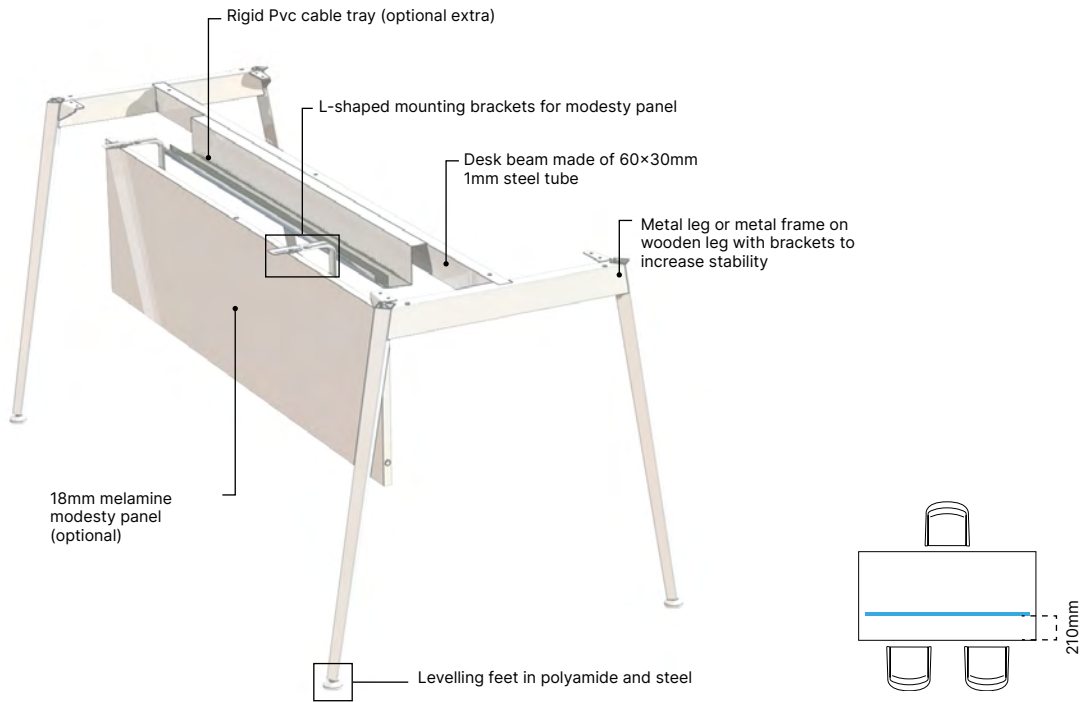 Rigid Pvc cable tray (optional extra)
L-shaped mounting brackets for modesty panel
Desk beam made of 60×30mm
1mm steel tube
Metal leg or metal frame on
wooden leg with brackets to
increase stability
18mm melamine
modesty panel
(optional)
210mm
Levelling feet in polyamide and steel